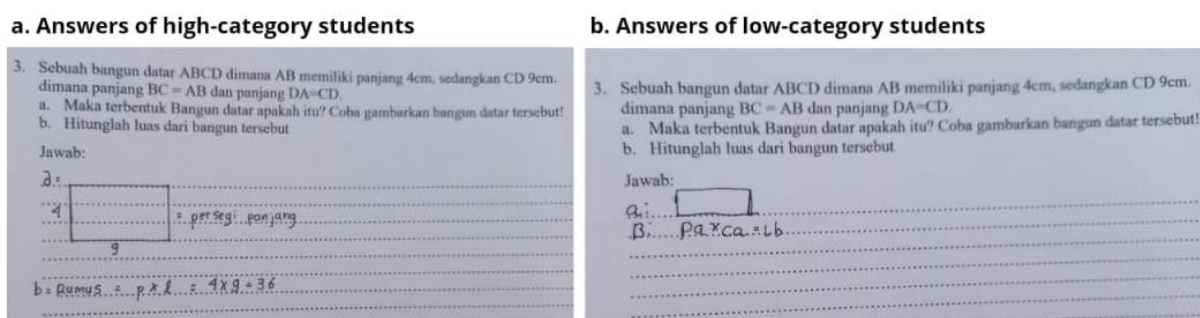 a. Answers of high-category students
3. Sebuah bangun datar ABCD dimana AB memiliki panjang 4cm, sedangkan CD 9cm.
dimana panjang BC = AB dan panjang DA=CD.
a. Maka terbentuk Bangun datar apakah itu? Coba gambarkan bangun datar tersebut!
b. Hitunglah luas dari bangun tersebut
Jawab:
a =
4
= persegi panjang
9
b = Rumus = p x l = 4 x 9 = 36
b. Answers of low-category students
3. Sebuah bangun datar ABCD dimana AB memiliki panjang 4cm, sedangkan CD 9cm.
dimana panjang BC = AB dan panjang DA=CD.
a. Maka terbentuk Bangun datar apakah itu? Coba gambarkan bangun datar tersebut!
b. Hitunglah luas dari bangun tersebut
Jawab:
a:
B: